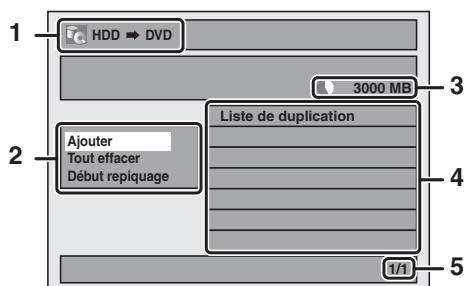 1
HDD ➡ DVD
3000 MB
3
Liste de duplication
2
Ajouter
Tout effacer
Début repiquage
4
1/1
5